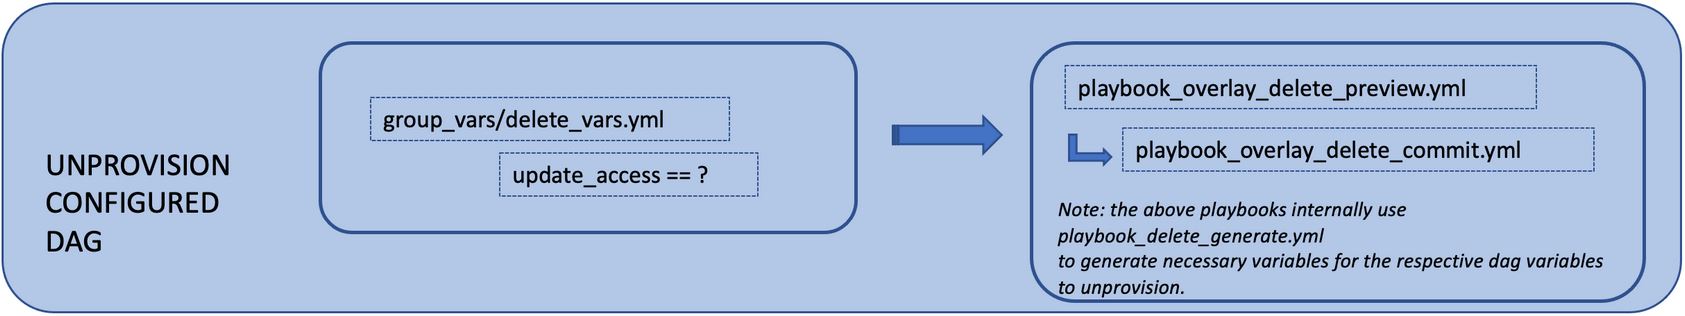 UNPROVISION
CONFIGURED
DAG
group_vars/delete_vars.yml
update_access == ?
playbook_overlay_delete_preview.yml
playbook_overlay_delete_commit.yml
Note: the above playbooks internally use
playbook_delete_generate.yml
to generate necessary variables for the respective dag variables
to unprovision.